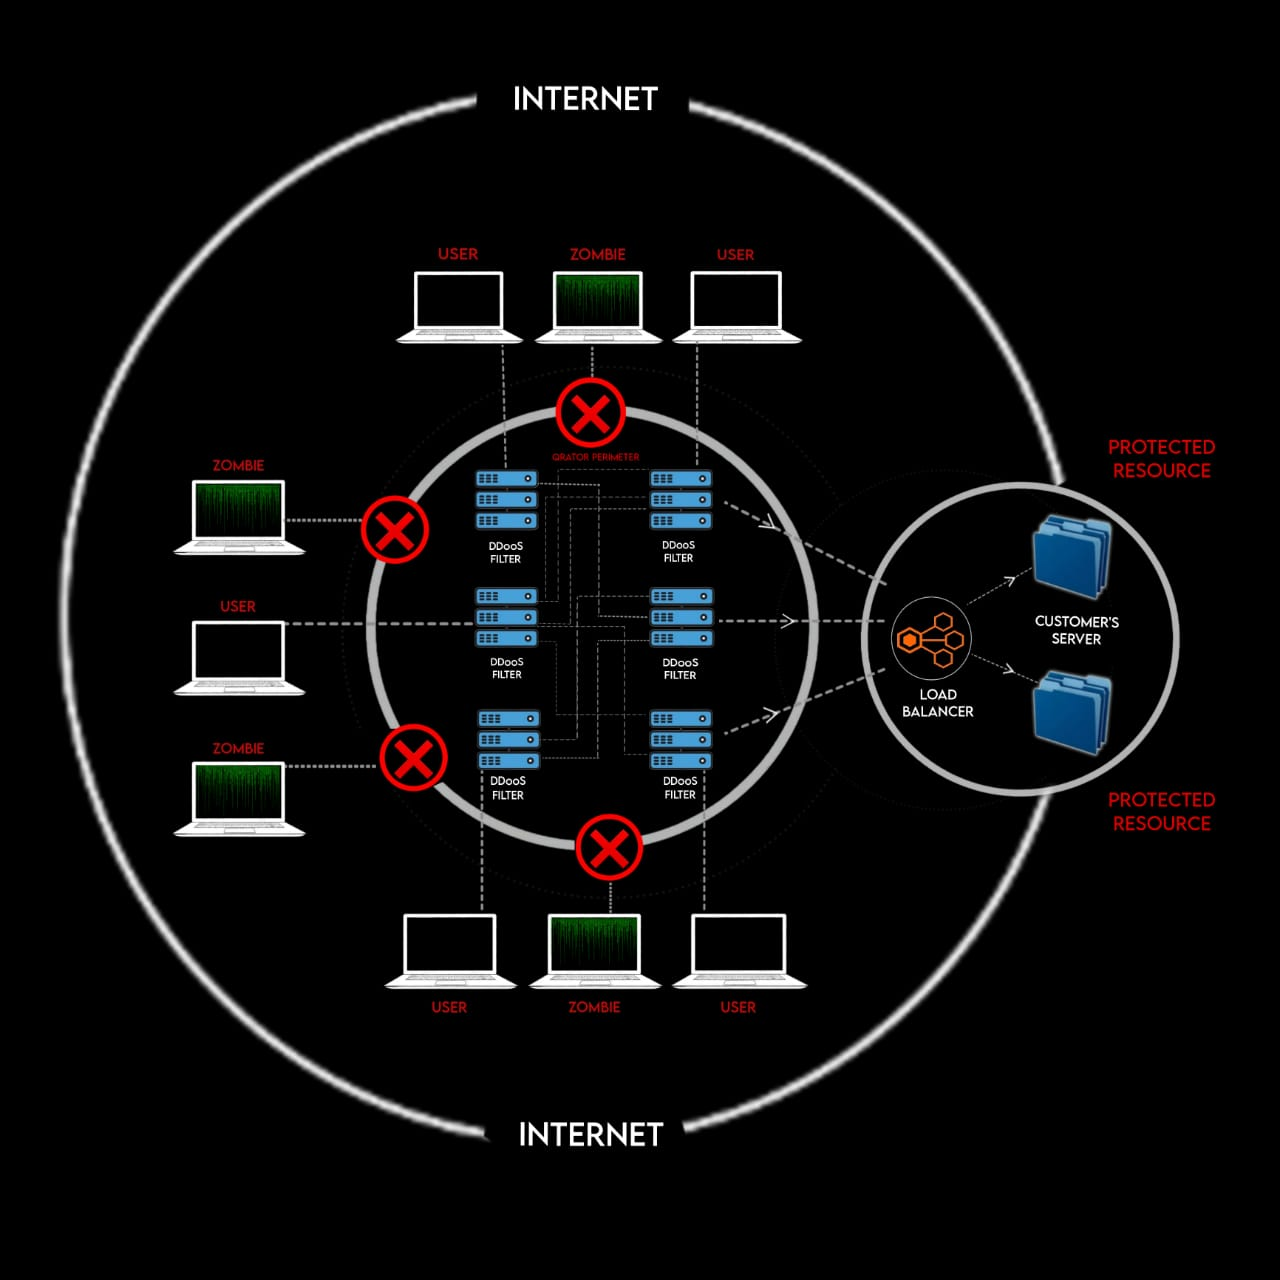 INTERNET
USER
ZOMBIE
USER
PROTECTED
RESOURCE
QRATOR PERIMETER
ZOMBIE
DDooS
FILTER
DDooS
FILTER
USER
CUSTOMER'S
SERVER
DDooS
FILTER
DDooS
FILTER
LOAD
BALANCER
ZOMBIE
DDooS
FILTER
DDooS
FILTER
PROTECTED
RESOURCE
USER
ZOMBIE
USER
INTERNET